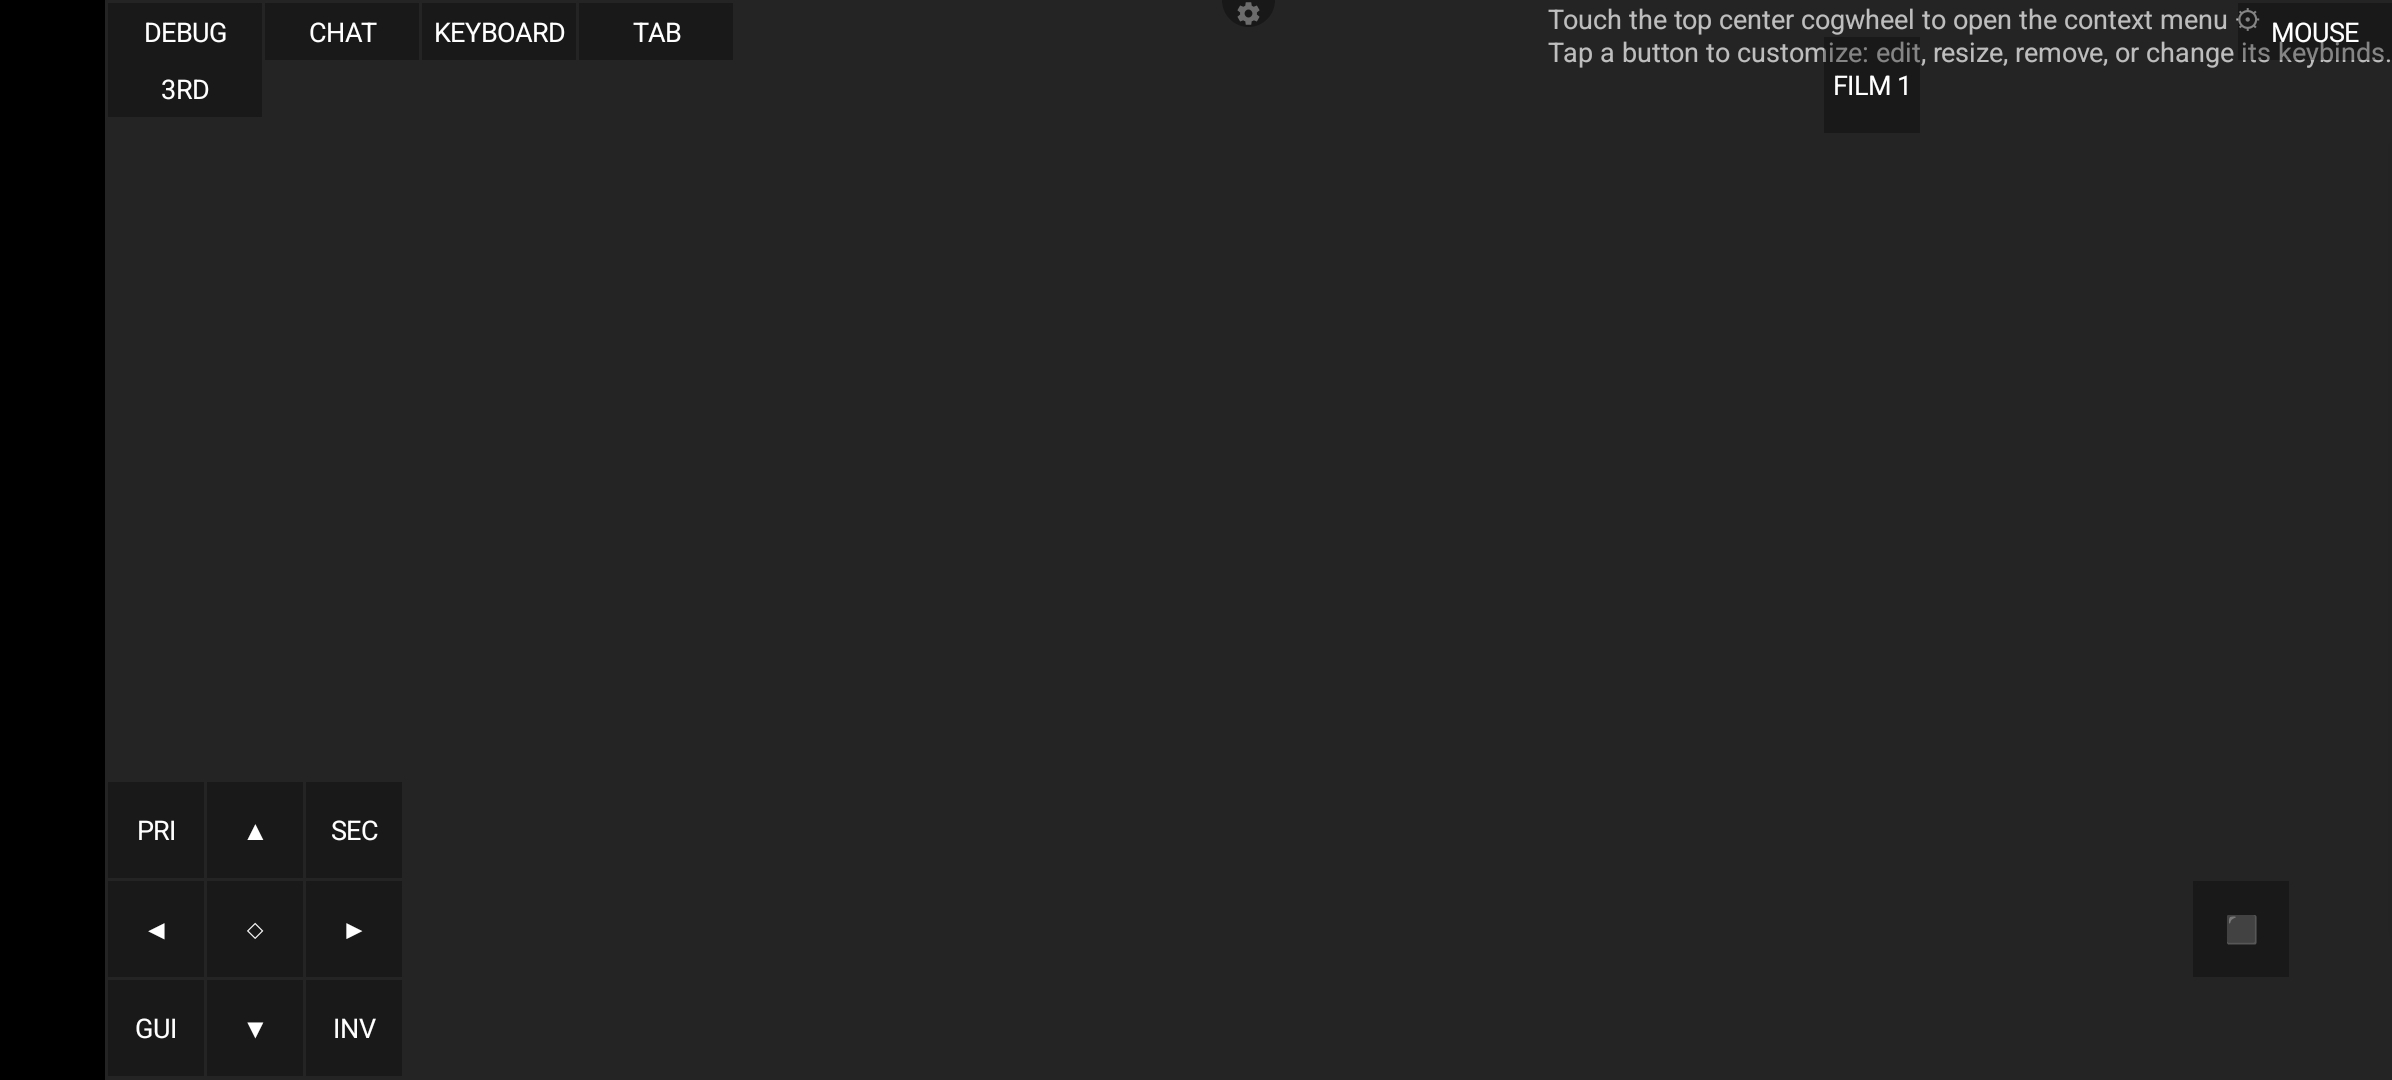 DEBUG CHAT KEYBOARD TAB
3RD
Touch the top center cogwheel to open the context menu
Tap a button to customize: edit, resize, remove, or change its keybinds.
MOUSE
FILM 1
PRI ▲ SEC
◀ ◇ ▶
GUI ▼ INV